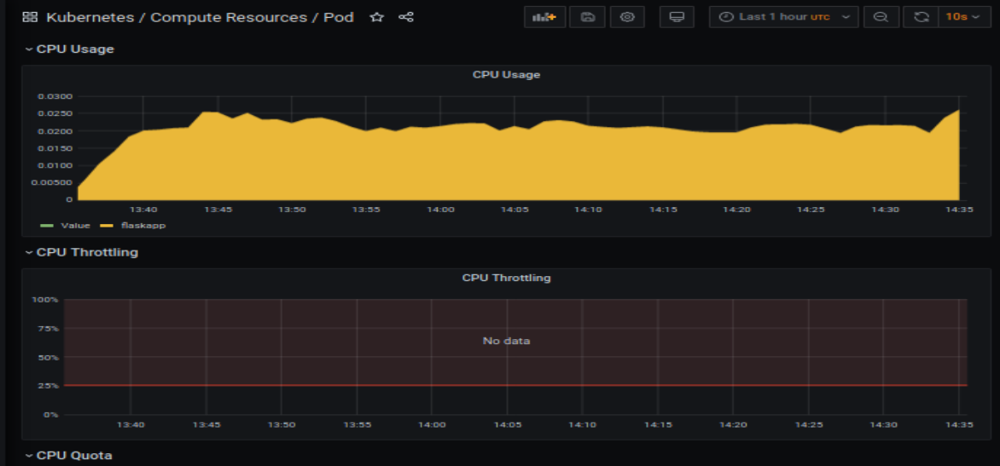 Kubernetes / Compute Resources / Pod
Last 1 hour UTC
10s
CPU Usage
CPU Usage
0.0300
0.0250
0.0200
0.0150
0.0100
0.00500
0
13:40 13:45 13:50 13:55 14:00 14:05 14:10 14:15 14:20 14:25 14:30 14:35
Value flaskapp
CPU Throttling
CPU Throttling
100%
75%
No data
50%
25%
0%
13:40 13:45 13:50 13:55 14:00 14:05 14:10 14:15 14:20 14:25 14:30 14:35
CPU Quota